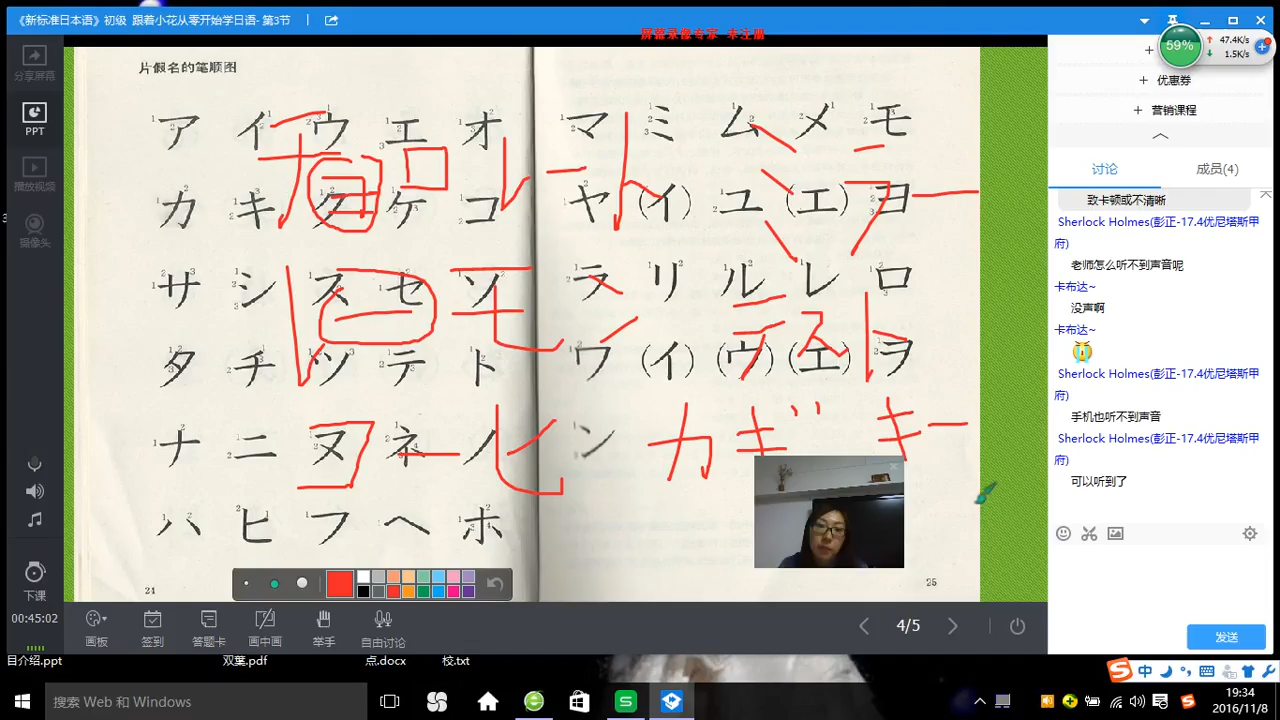 《新标准日本语》初级 跟着小花从零开始学日语- 第3节
屏幕录像专家 未注册
59%
47.4K/s
1.5K/s
分享屏幕
PPT
播放视频
摄像头
下课
00:45:02
片假名的笔顺图
ア イ ウ エ オ
カ キ ク ケ コ
サ シ ス セ ソ
タ チ ツ テ ト
ナ ニ ヌ ネ ノ
ハ ヒ フ ヘ ホ
24
マ ミ ム メ モ
ヤ (イ) ユ (エ) ヨ
ラ リ ル レ ロ
ワ (イ) (ウ) (エ) ヲ
ン
カギ キー
25
优惠券
营销课程
讨论
成员(4)
致卡顿或不清晰
Sherlock Holmes(彭正-17.4优尼塔斯甲
府)
老师怎么听不到声音呢
卡布达~
没声啊
卡布达~
Sherlock Holmes(彭正-17.4优尼塔斯甲
府)
手机也听不到声音
Sherlock Holmes(彭正-17.4优尼塔斯甲
府)
可以听到了
发送
画板
签到
答题卡
画中画
举手
自由讨论
4/5
目介绍.ppt
双葉.pdf
点.docx
校.txt
中
搜索 Web 和 Windows
19:34
2016/11/8